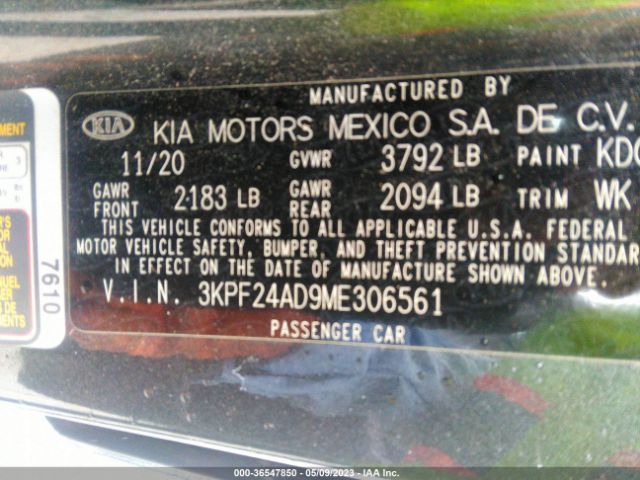 MANUFACTURED BY
KIA KIA MOTORS MEXICO S.A. DE C.V.
11/20 GVWR 3792 LB PAINT KDG
GAWR FRONT 2183 LB GAWR REAR 2094 LB TRIM WK
THIS VEHICLE CONFORMS TO ALL APPLICABLE U.S.A. FEDERAL
MOTOR VEHICLE SAFETY, BUMPER, AND THEFT PREVENTION STANDAR
IN EFFECT ON THE DATE OF MANUFACTURE SHOWN ABOVE.
V.I.N. 3KPF24AD9ME306561
PASSENGER CAR
7610
000-36547850 - 05/09/2023 - IAA Inc.